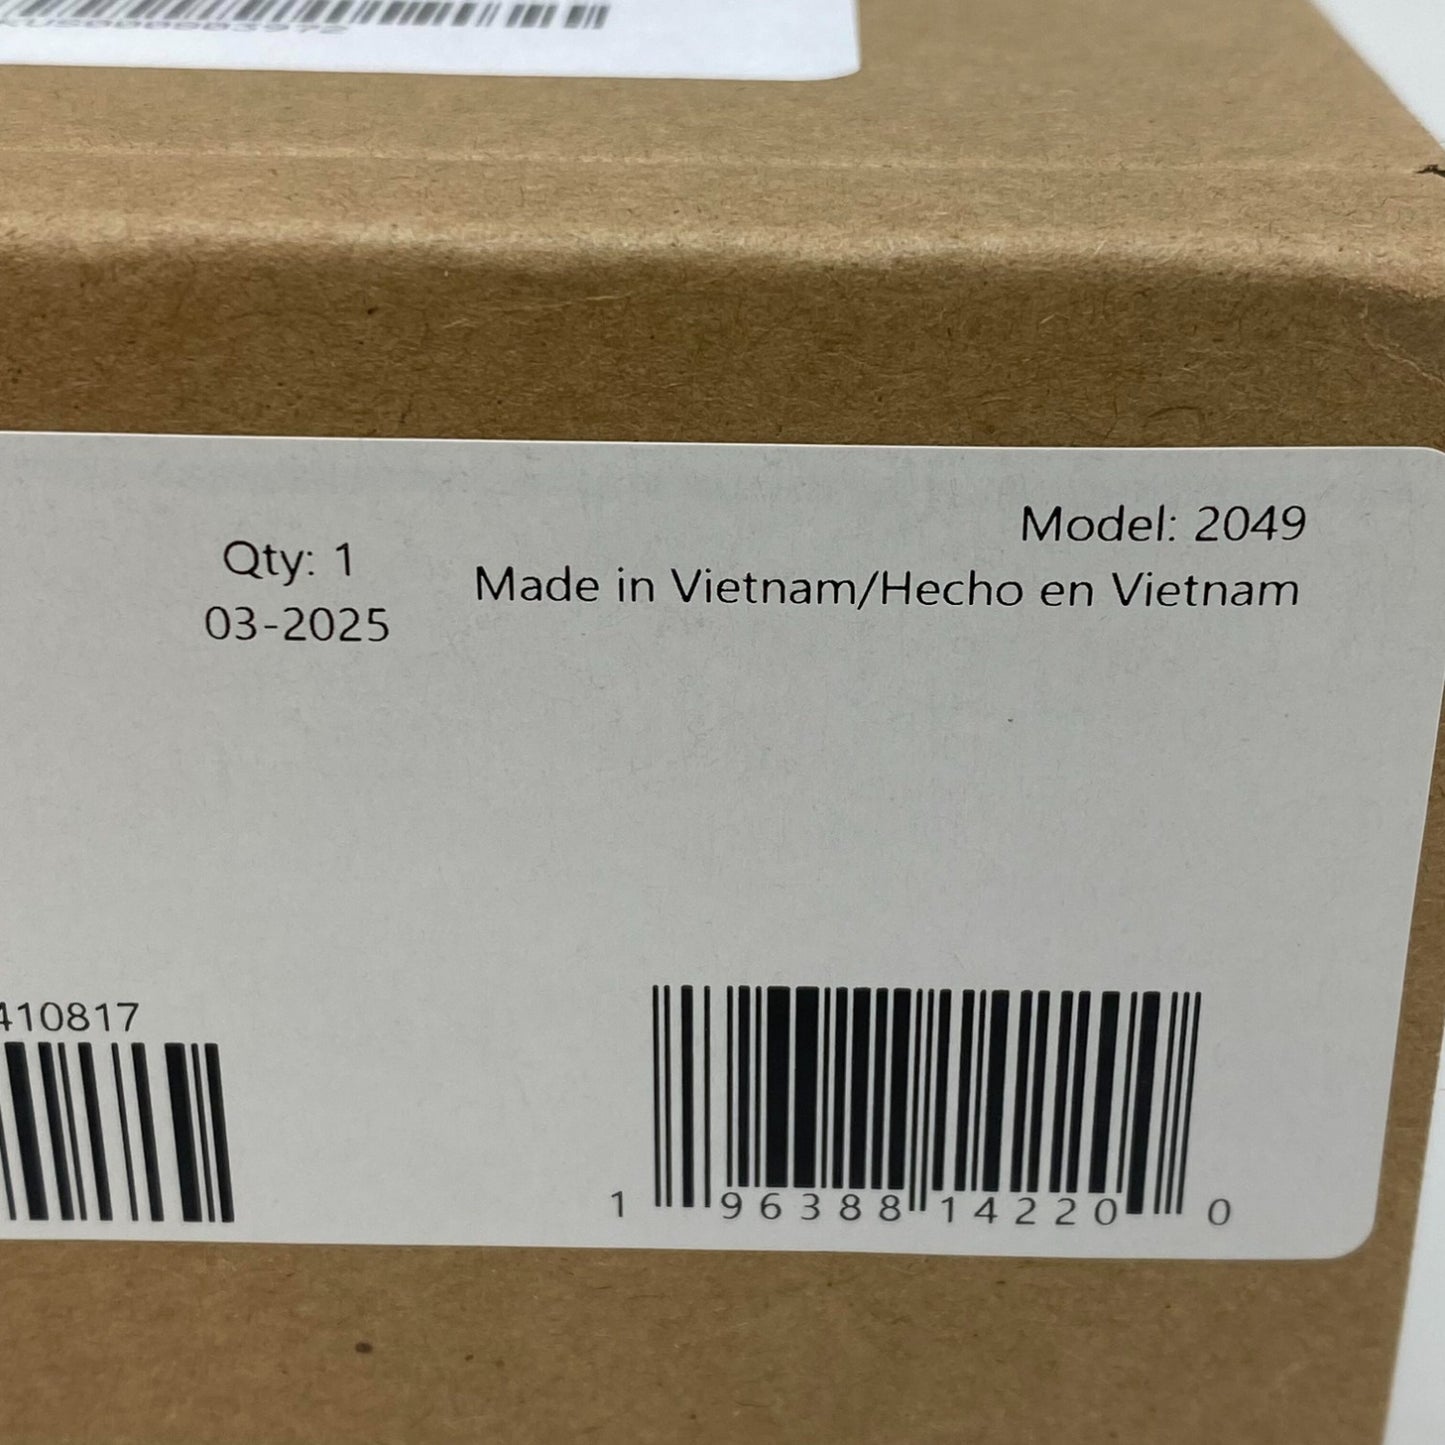 Qty: 1
03-2025
Model: 2049
Made in Vietnam/Hecho en Vietnam
410817
1 96388 14220 0